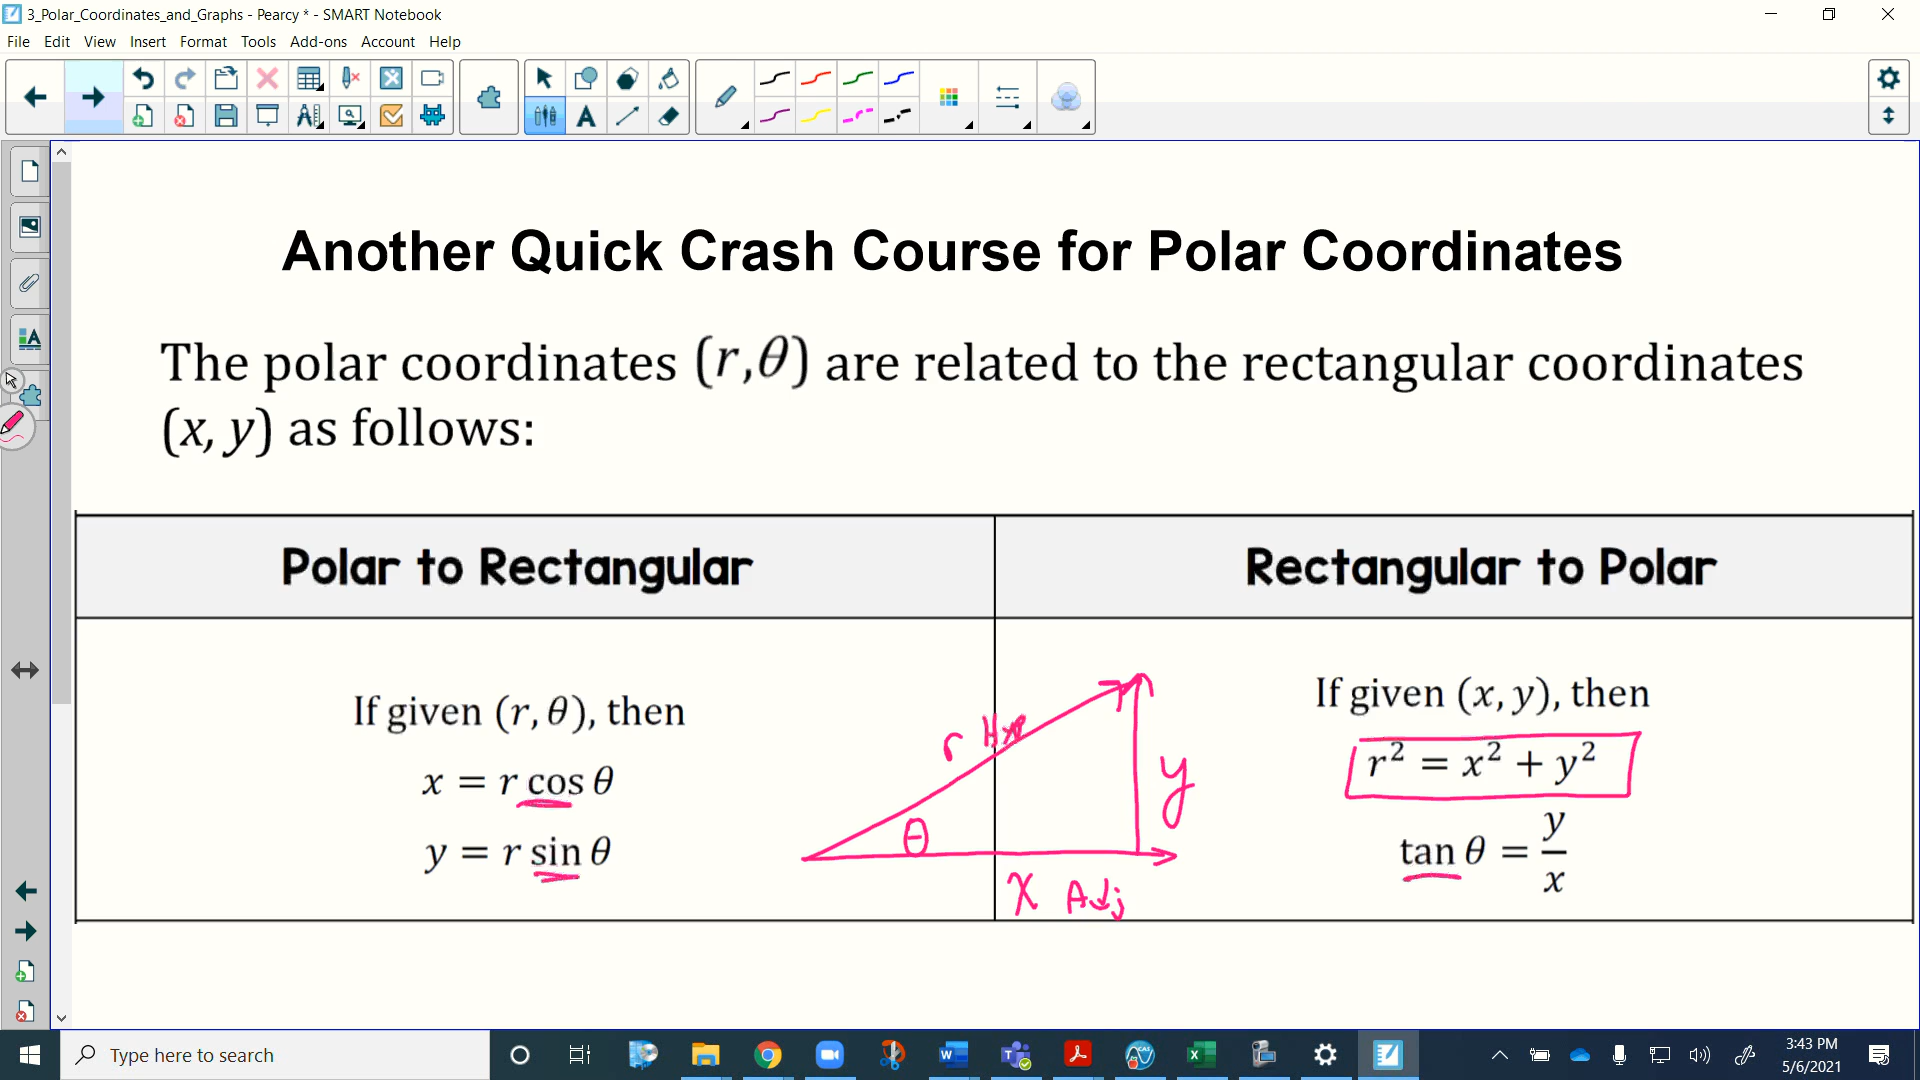 3_Polar_Coordinates_and_Graphs - Pearcy * - SMART Notebook
File Edit View Insert Format Tools Add-ons Account Help
Another Quick Crash Course for Polar Coordinates
The polar coordinates (r,θ) are related to the rectangular coordinates
(x, y) as follows:
Polar to Rectangular
Rectangular to Polar
If given (r, θ), then
x = r cos θ
y = r sin θ
r Hyp
θ
y
x Adj
If given (x, y), then
r² = x² + y²
tan θ = y/x
Type here to search
3:43 PM
5/6/2021